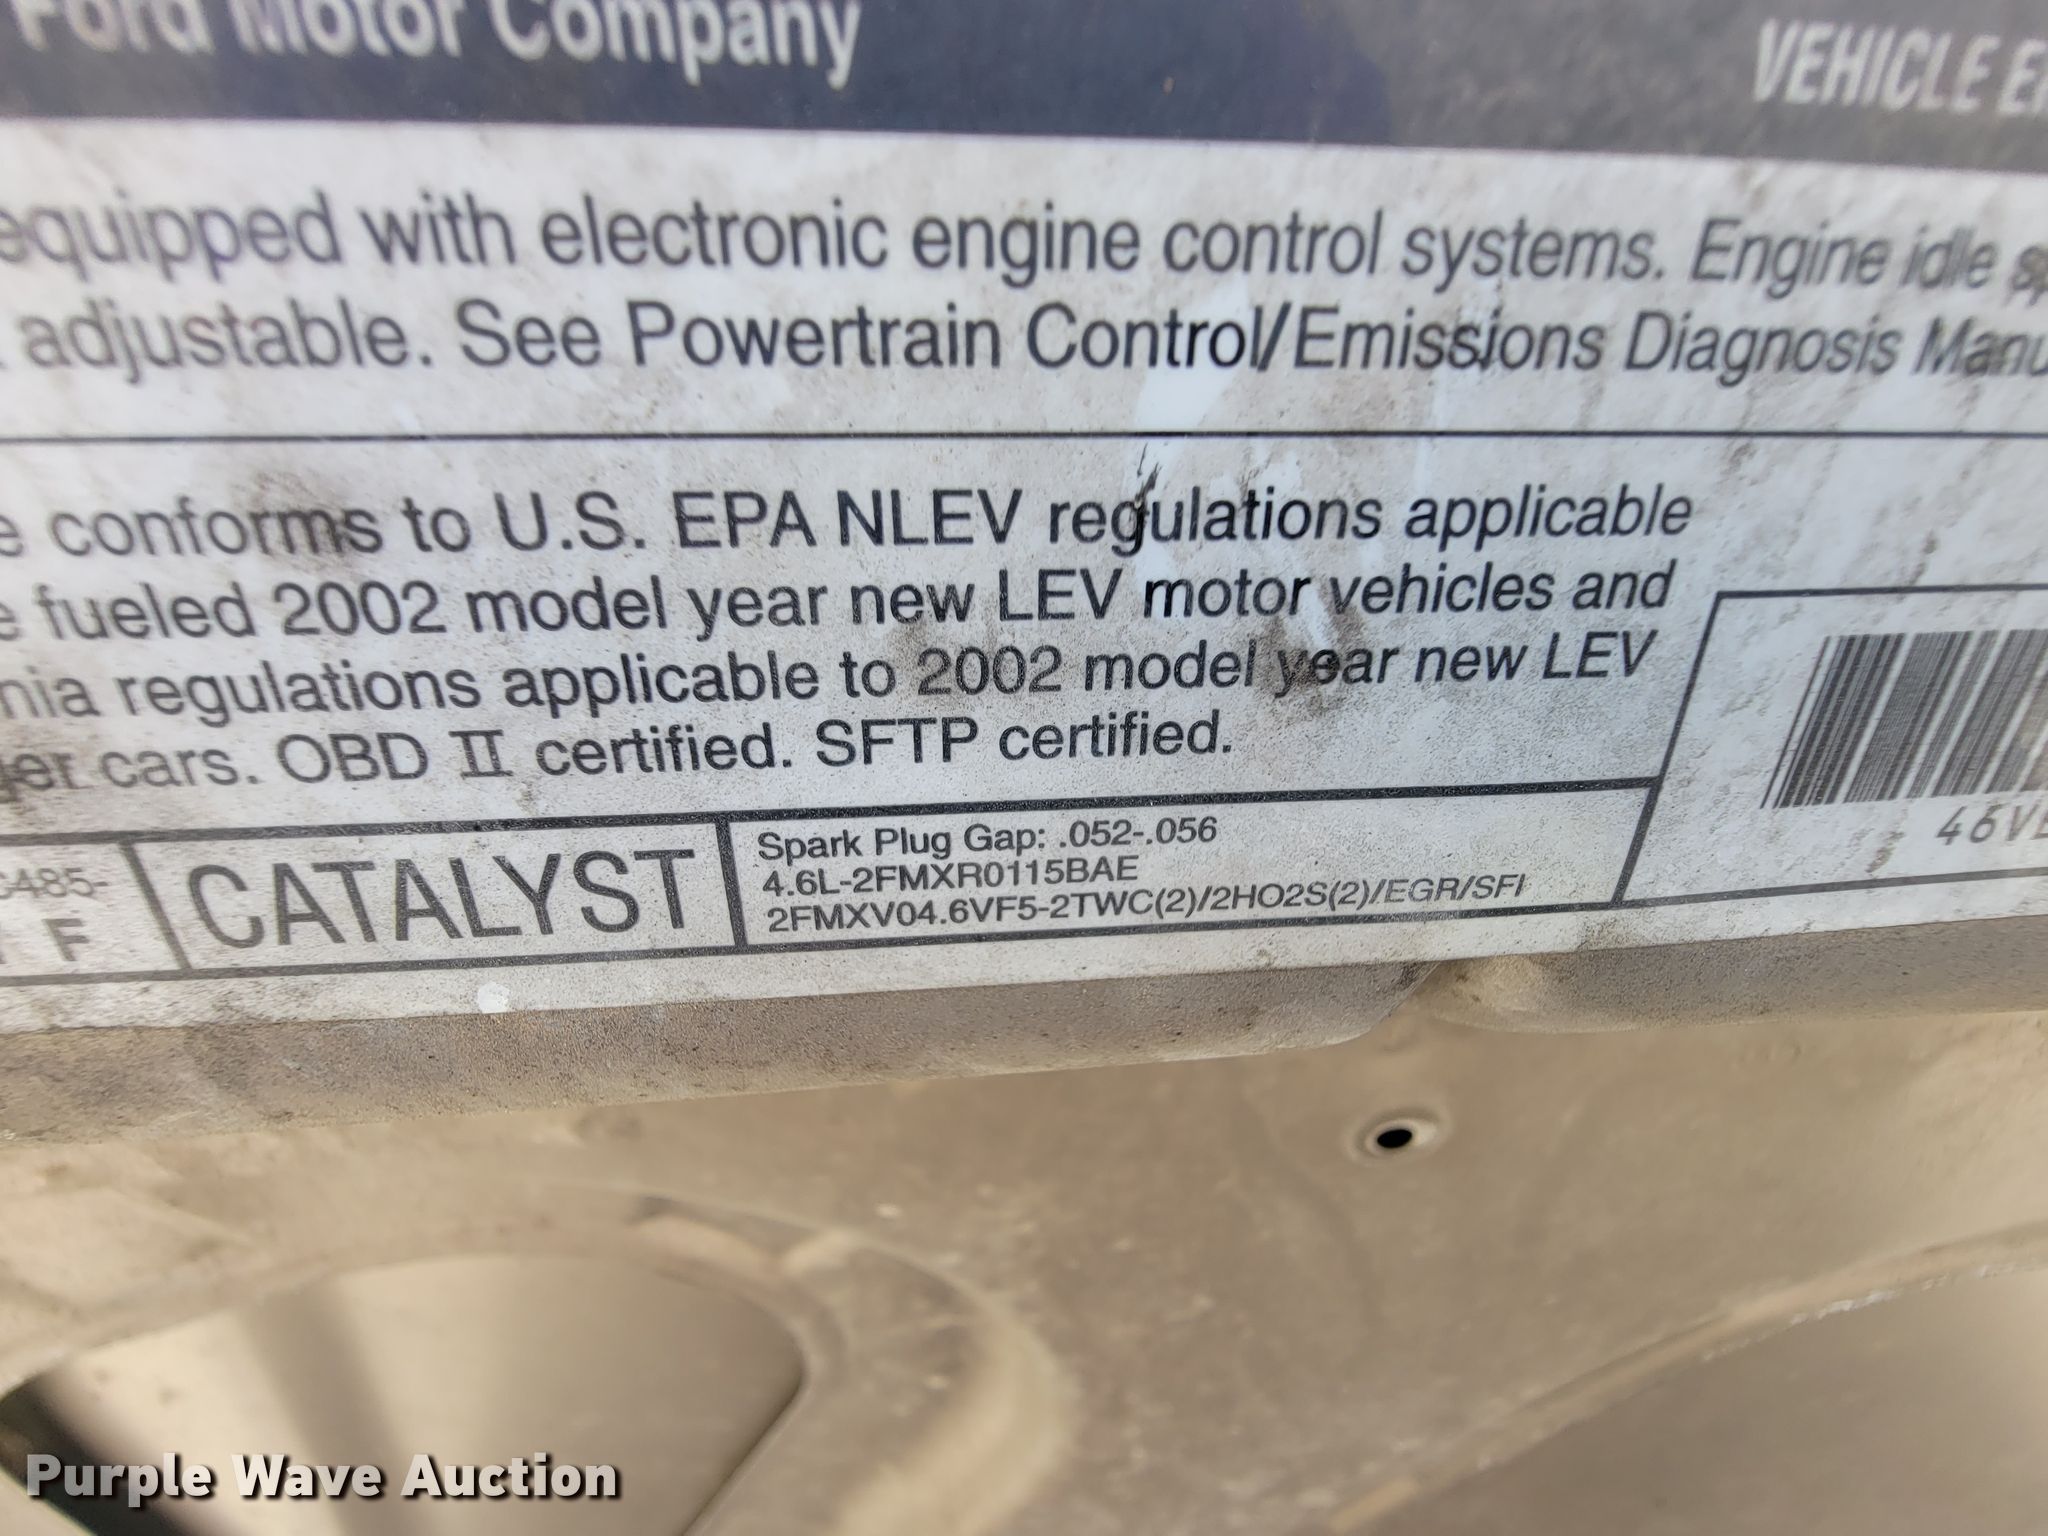 Ford Motor Company
VEHICLE
equipped with electronic engine control systems. Engine idle
adjustable. See Powertrain Control/Emissions Diagnosis
conforms to U.S. EPA NLEV regulations applicable
fueled 2002 model year new LEV motor vehicles and
nia regulations applicable to 2002 model year new LEV
cars. OBD II certified. SFTP certified.
C485-
F
CATALYST
Spark Plug Gap: .052-.056
4.6L-2FMXR0115BAE
2FMXV04.6VF5-2TWC(2)/2HO2S(2)/EGR/SFI
46V
Purple Wave Auction